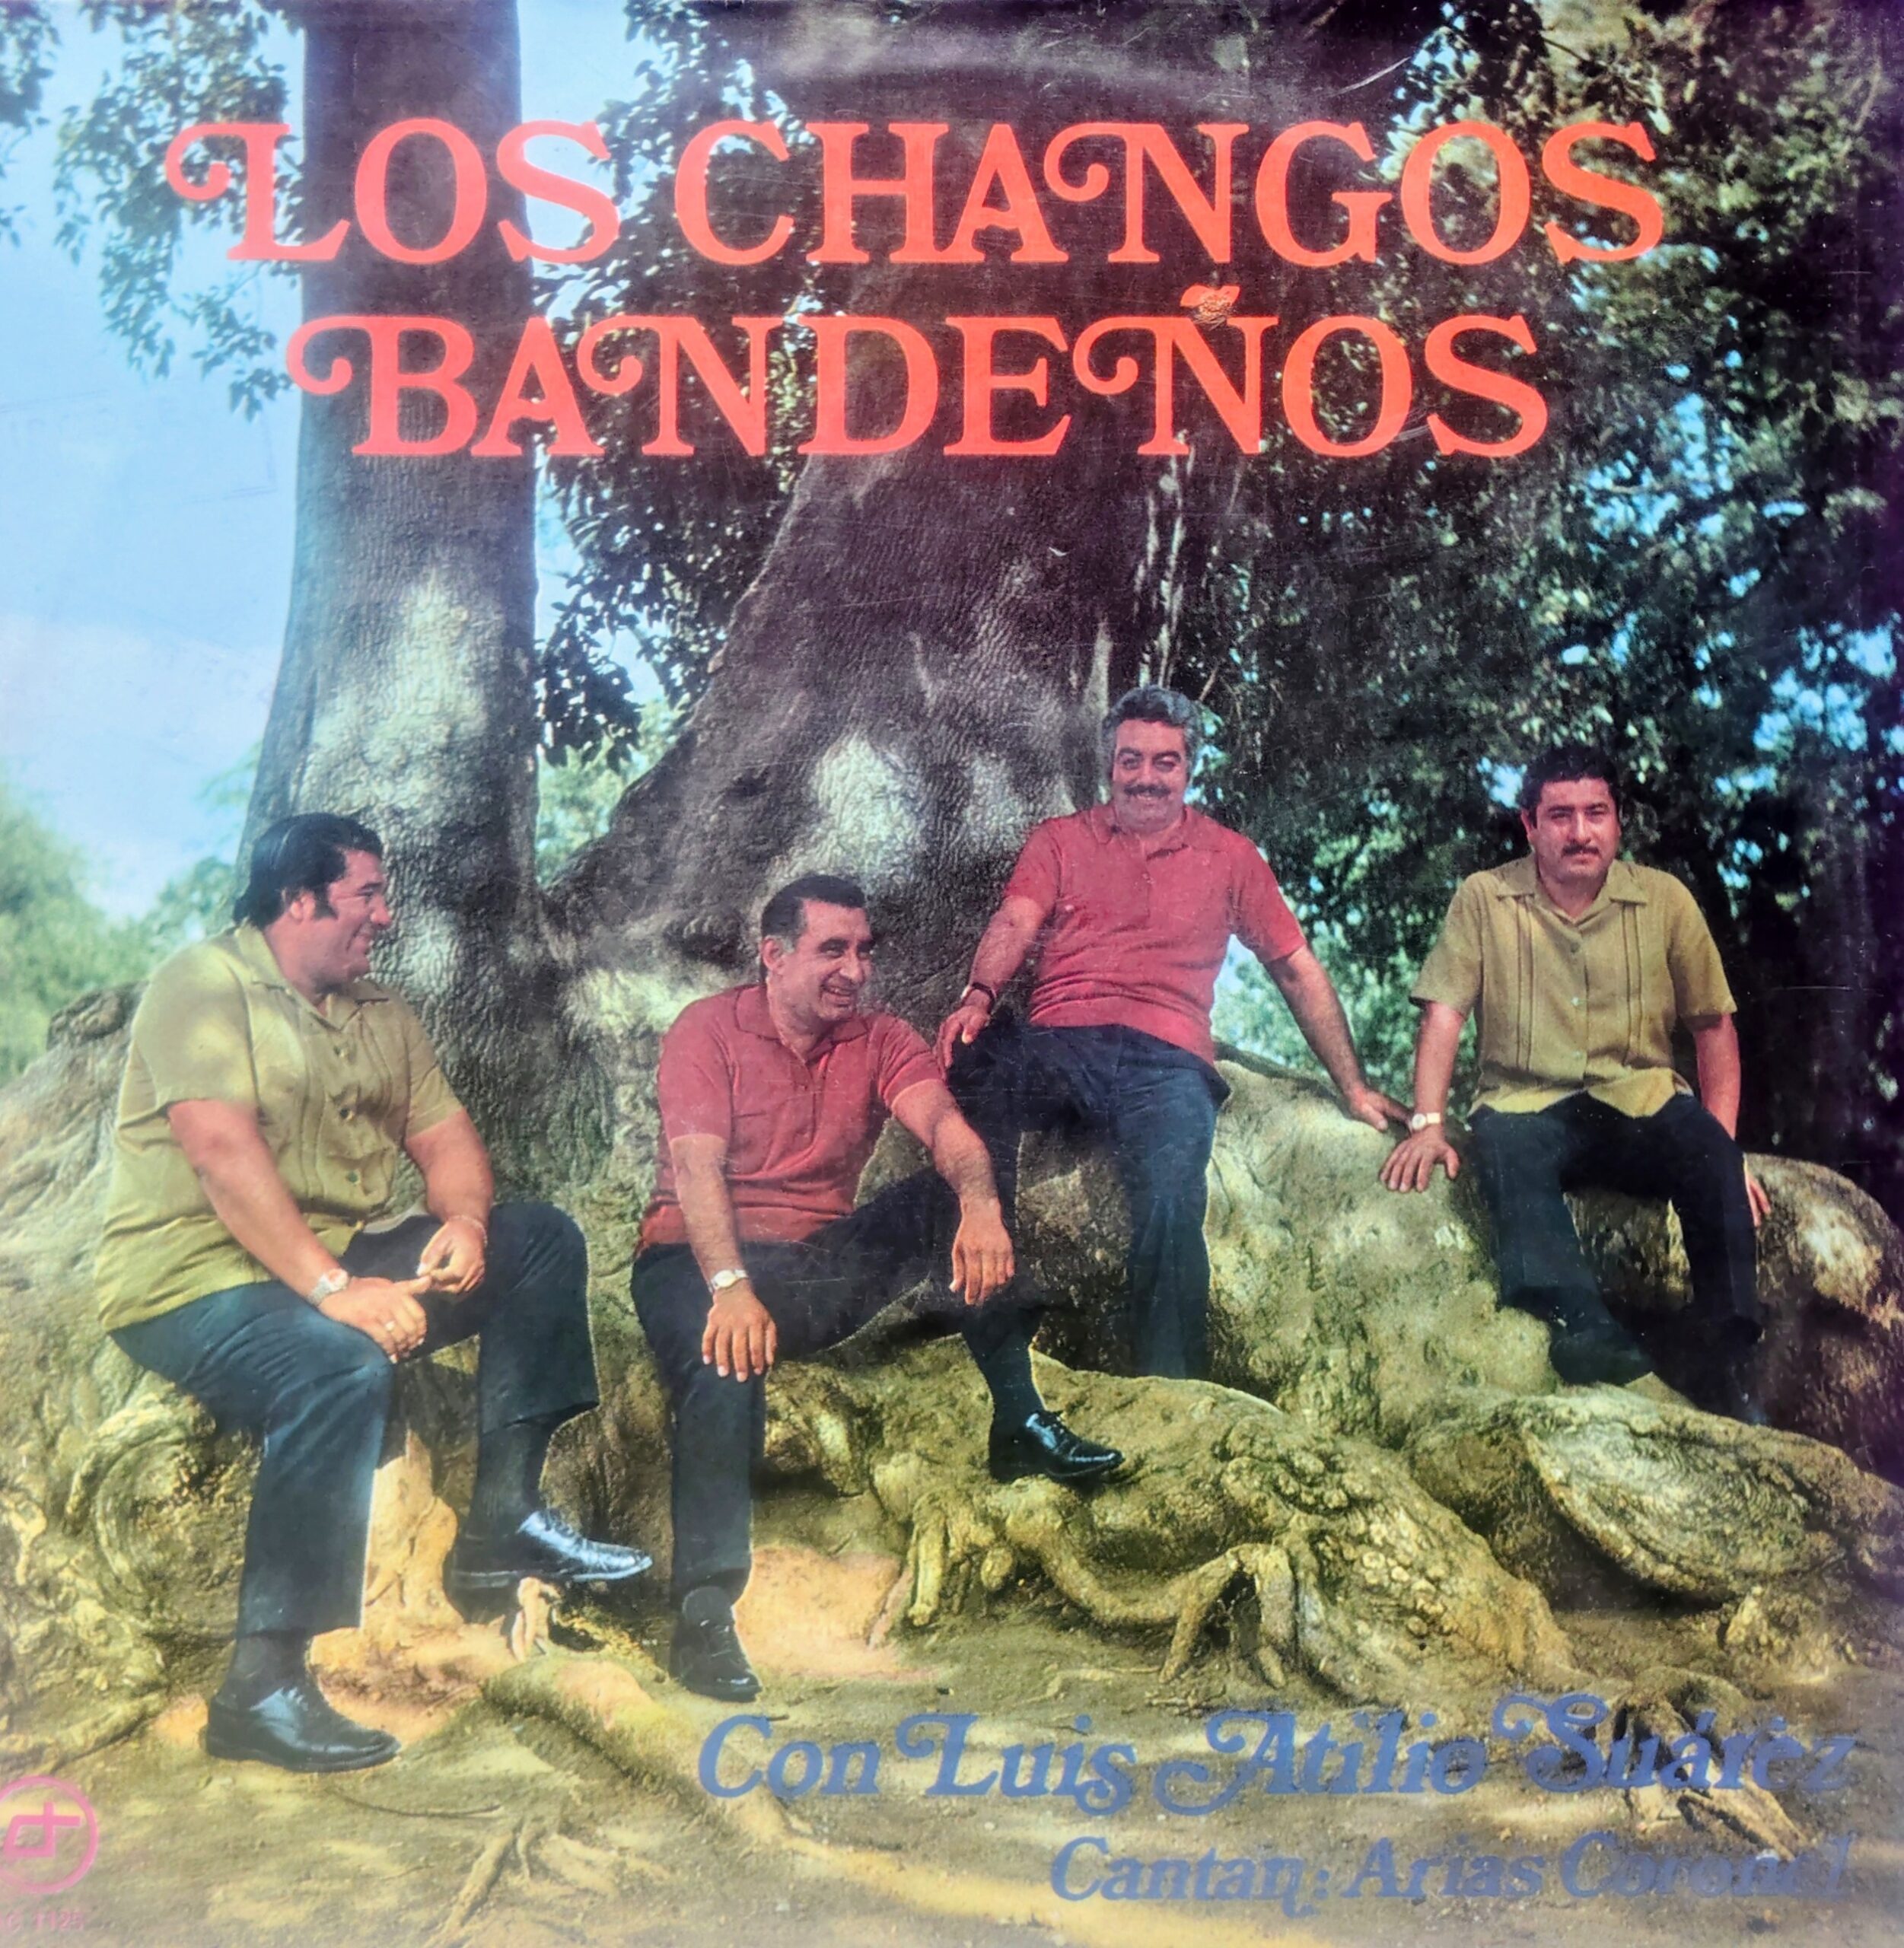 LOS CHANGOS
BANDEÑOS
Con Luis Atilio Suárez
Cantan: Arias Coronel